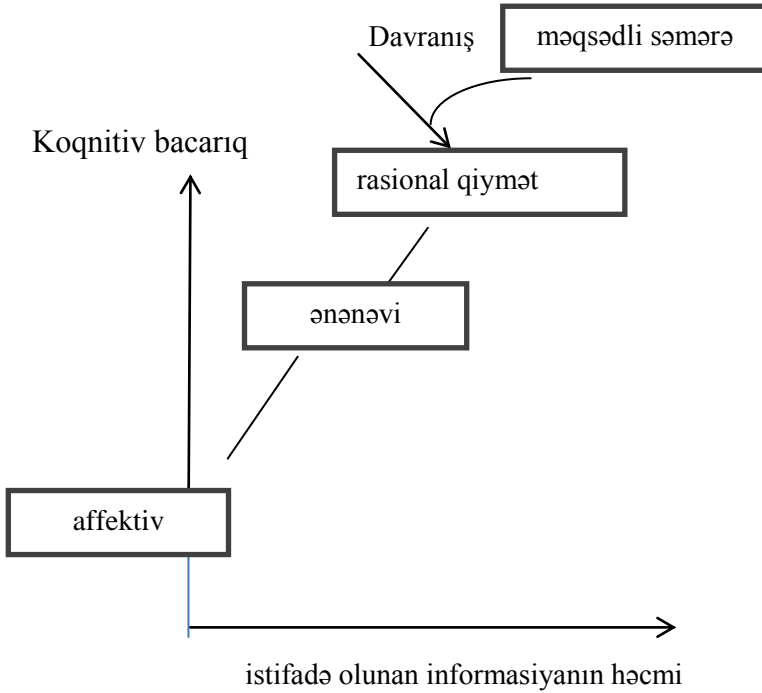 Davranış
məqsədli səmərə
Koqnitiv bacarıq
rasional qiymət
ənənəvi
affektiv
istifadə olunan informasiyanın həcmi